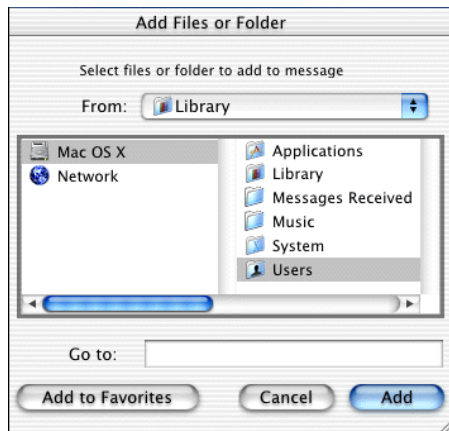 Add Files or Folder
Select files or folder to add to message
From: Library
Mac OS X
Network
Applications
Library
Messages Received
Music
System
Users
Go to:
Add to Favorites Cancel Add